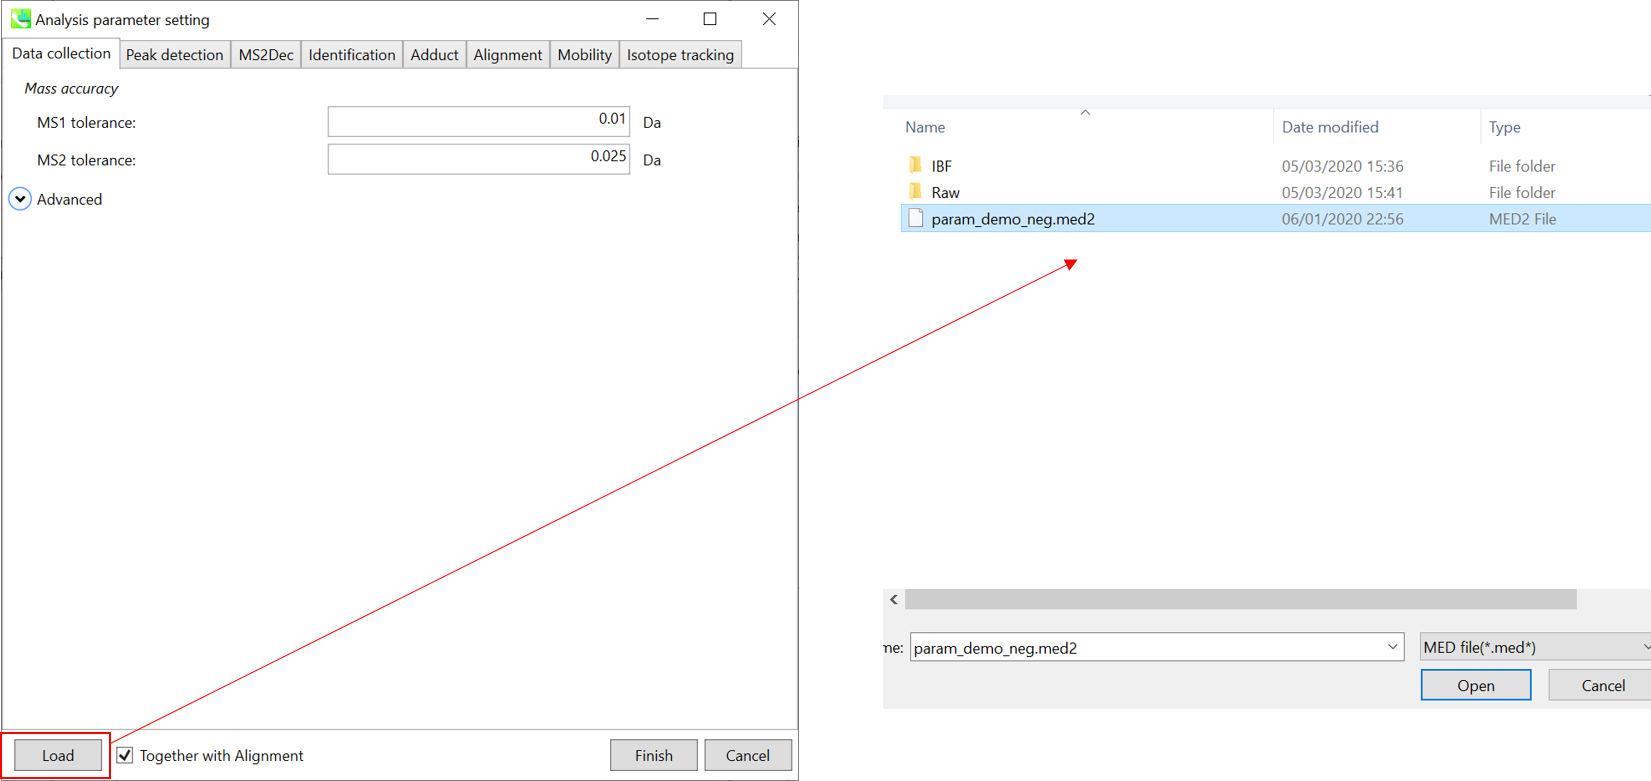 Analysis parameter setting
Data collection Peak detection MS2Dec Identification Adduct Alignment Mobility Isotope tracking
Mass accuracy
MS1 tolerance: 0.01 Da
MS2 tolerance: 0.025 Da
Advanced
Load Together with Alignment Finish Cancel
Name Date modified Type
IBF 05/03/2020 15:36 File folder
Raw 05/03/2020 15:41 File folder
param_demo_neg.med2 06/01/2020 22:56 MED2 File
me: param_demo_neg.med2 MED file(*.med*)
Open Cancel